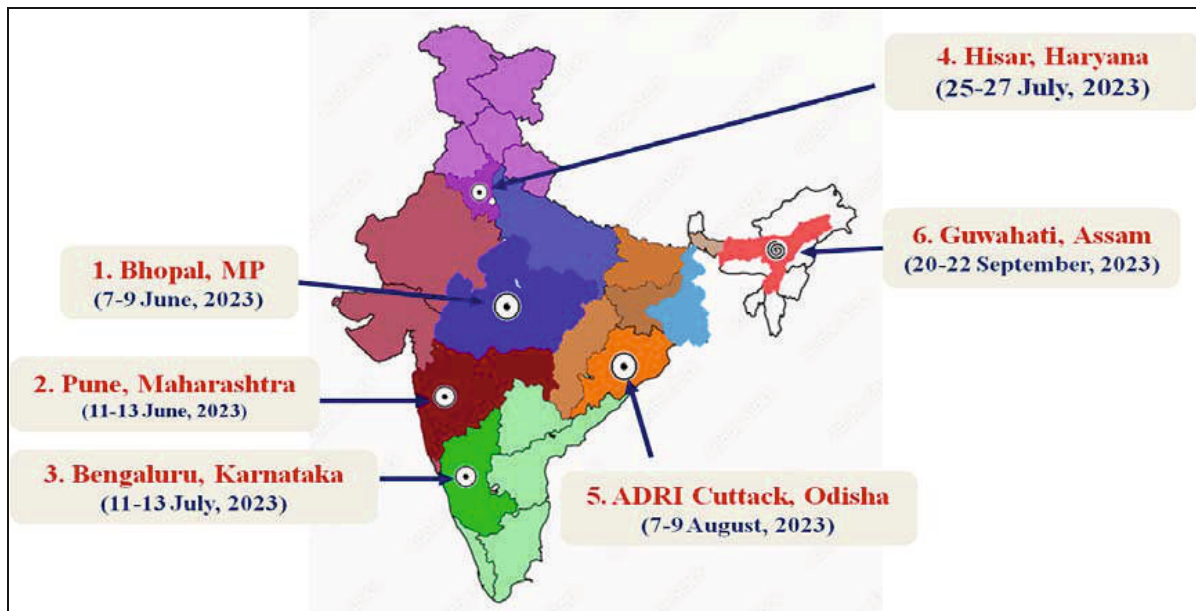 4. Hisar, Haryana
(25-27 July, 2023)
1. Bhopal, MP
(7-9 June, 2023)
6. Guwahati, Assam
(20-22 September, 2023)
2. Pune, Maharashtra
(11-13 June, 2023)
3. Bengaluru, Karnataka
(11-13 July, 2023)
5. ADRI Cuttack, Odisha
(7-9 August, 2023)